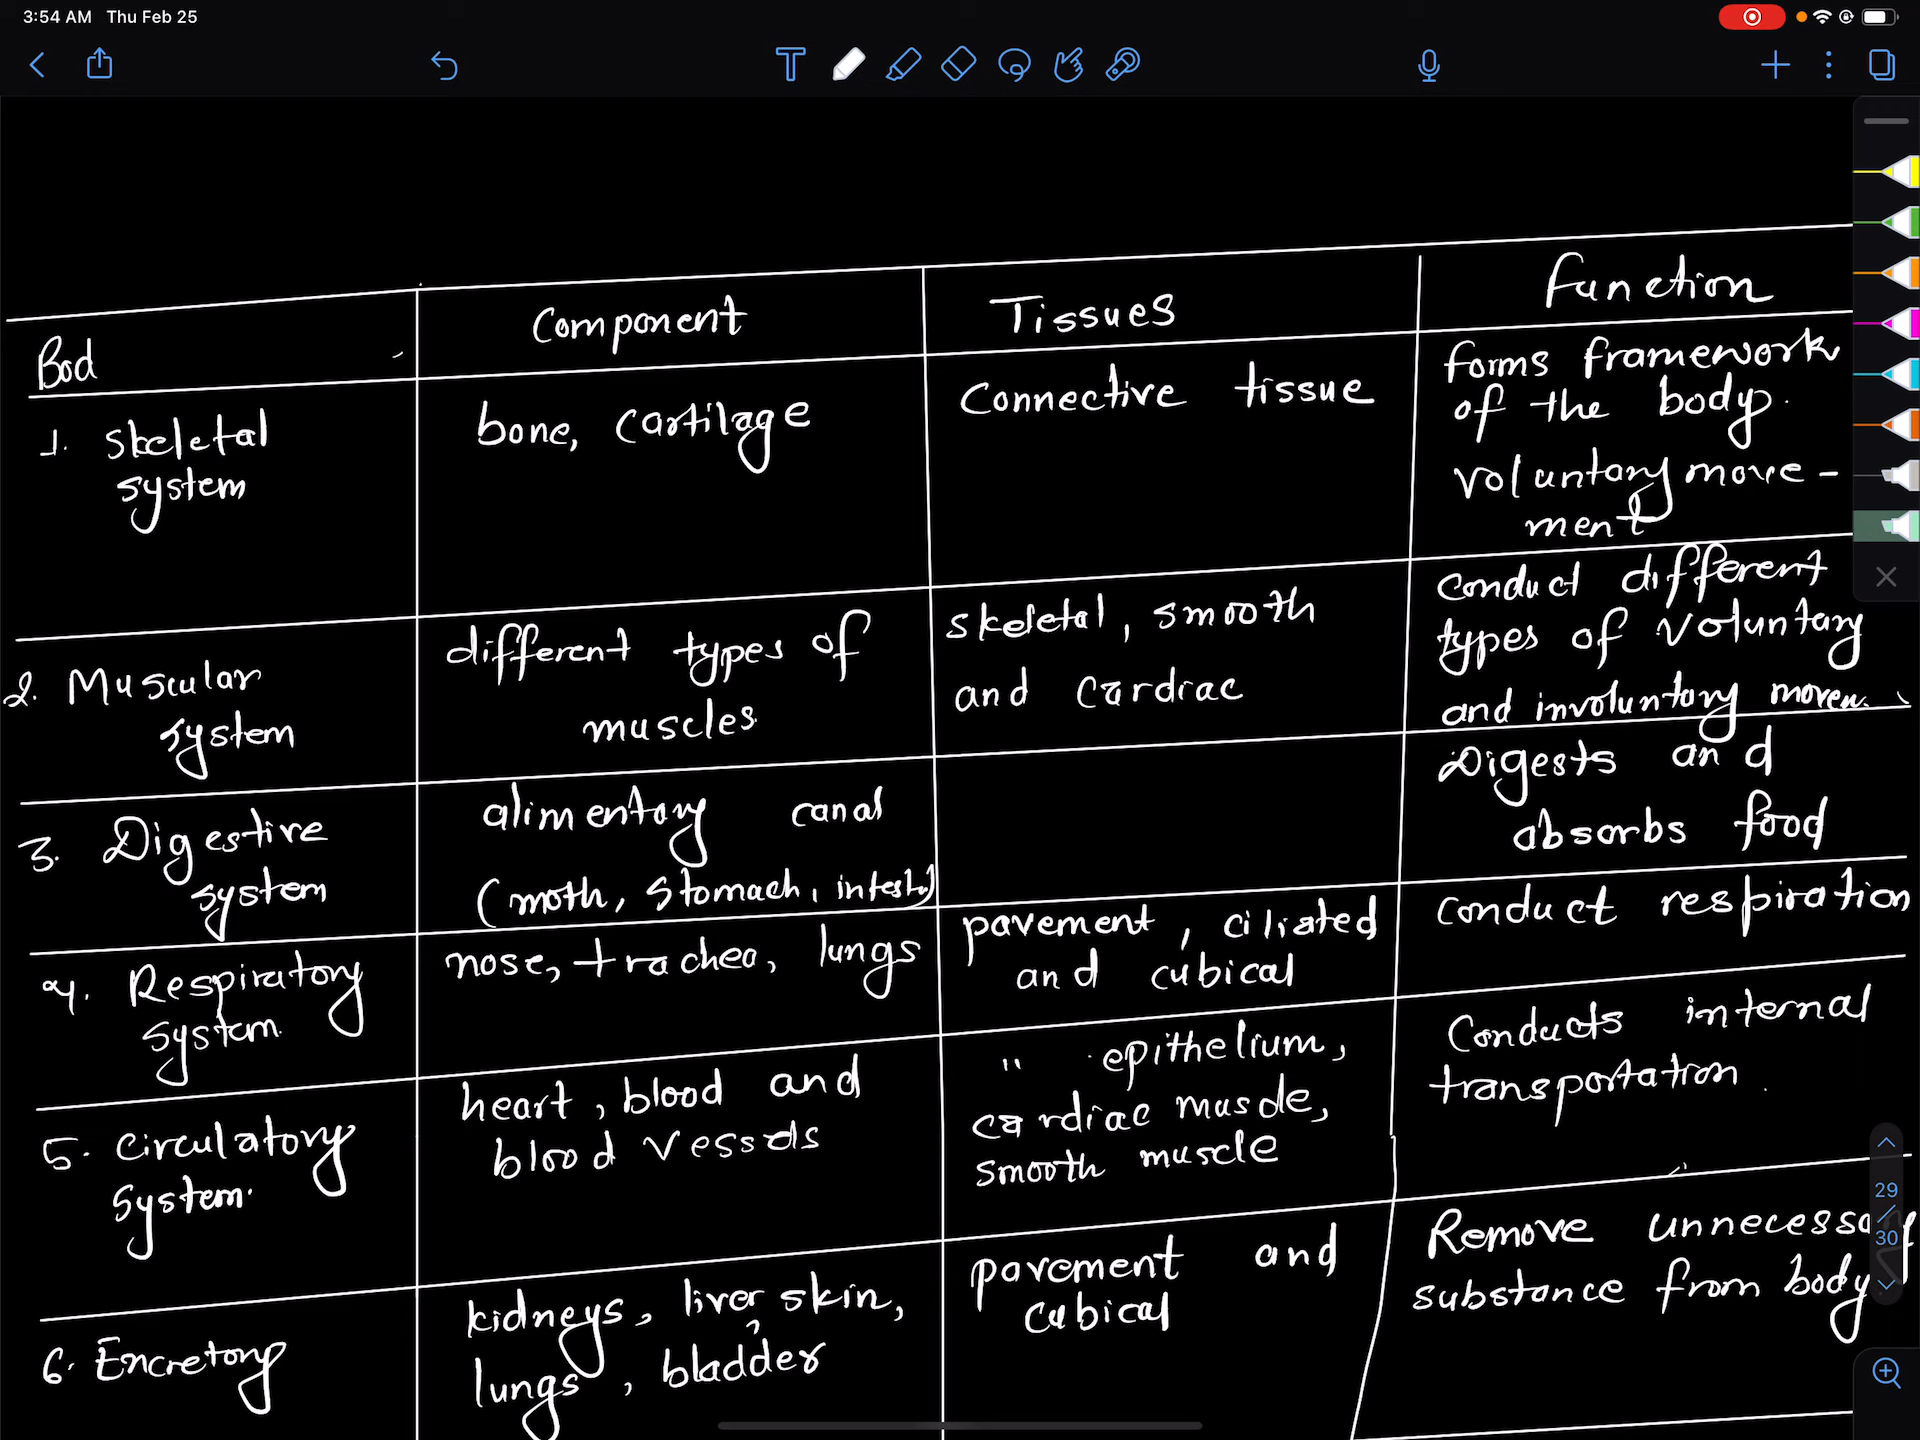 3:54 AM Thu Feb 25
Bod
Component
Tissues
Function
1. Skeletal
system
bone, cartilage
Connective tissue
forms framework
of the body.
voluntary move-
ment
2. Muscular
system
different types of
muscles
skeletal, smooth
and cardiac
conduct different
types of voluntary
and involuntary movem
3. Digestive
system
alimentary canal
(moth, stomach, intest)
Digests and
absorbs food
4. Respiratory
system.
nose, trachea, lungs
pavement, ciliated
and cubical
conduct respiration
5. Circulatory
system.
heart, blood and
blood vessels
" epithelium,
cardiac muscle,
smooth muscle
Conducts internal
transportation
6. Encretory
kidneys, liver, skin,
lungs, bladder
pavement and
cubical
Remove unnecessary
substance from body
29
/
30